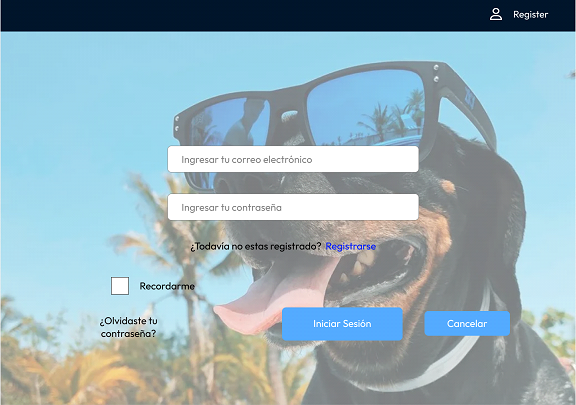 Register
Ingresar tu correo electrónico
Ingresar tu contraseña
¿Todavía no estas registrado? Registrarse
Recordarme
¿Olvidaste tu
contraseña?
Iniciar Sesión
Cancelar